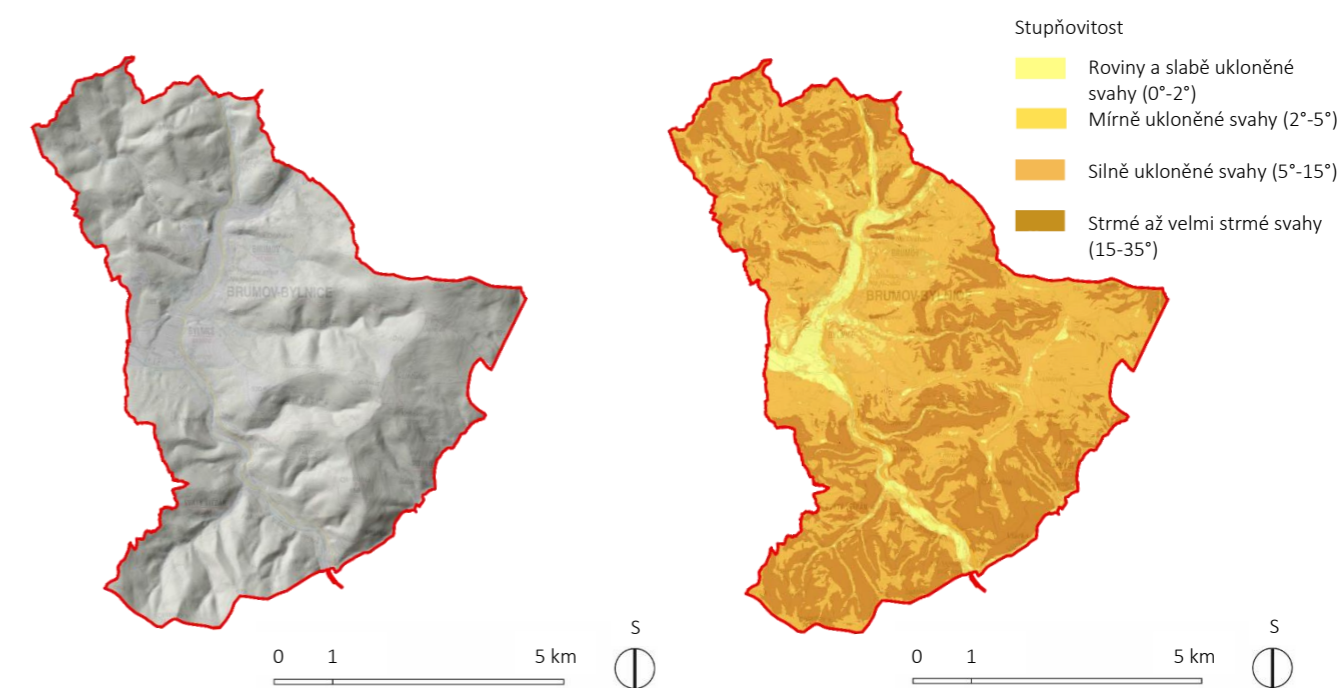 Stupňovitost
Roviny a slabě ukloněné
svahy (0°-2°)
Mírně ukloněné svahy (2°-5°)
Silně ukloněné svahy (5°-15°)
Strmé až velmi strmé svahy
(15-35°)
BRUMOV-BYLNICE
BRUMOV-BYLNICE
S
0 1 5 km
S
0 1 5 km